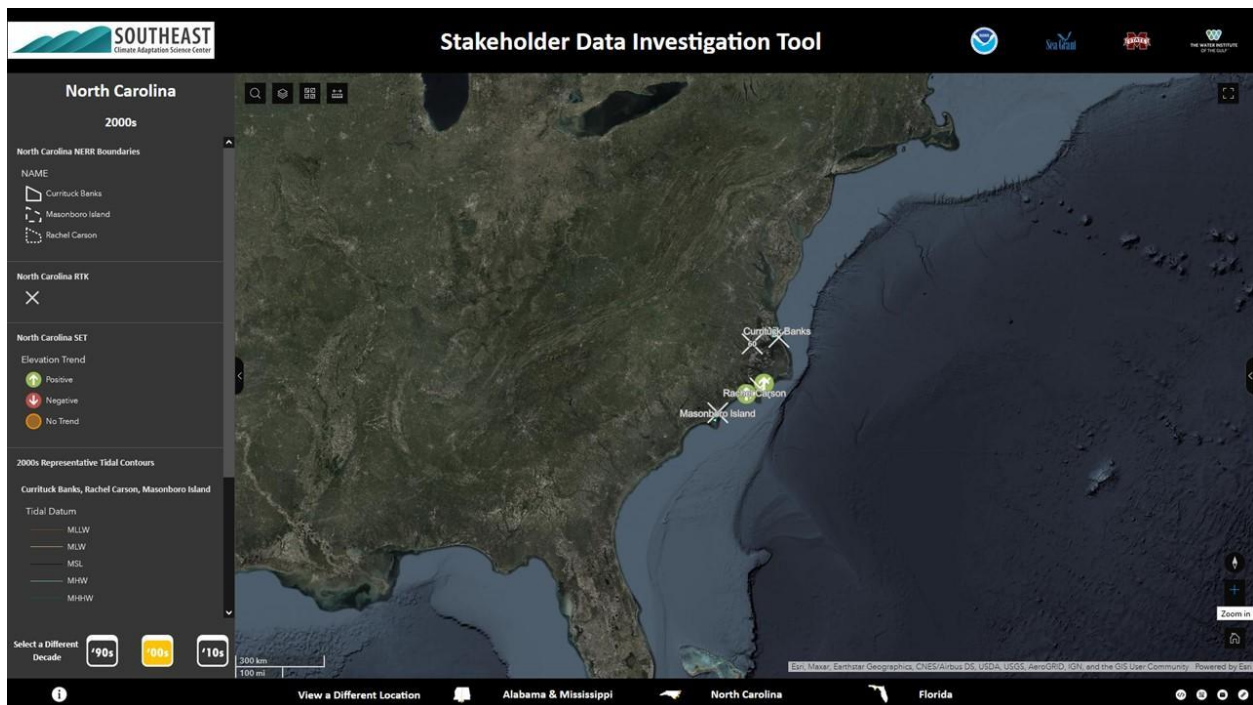 SOUTHEAST
Climate Adaptation Science Center
Stakeholder Data Investigation Tool
NOAA
Sea Grant
STATE
THE WATER INSTITUTE
OF THE GULF
North Carolina
2000s
North Carolina NERR Boundaries
NAME
Currituck Banks
Masonboro Island
Rachel Carson
North Carolina RTK
North Carolina SET
Elevation Trend
Positive
Negative
No Trend
2000s Representative Tidal Contours
Currituck Banks, Rachel Carson, Masonboro Island
Tidal Datum
MLLW
MLW
MSL
MHW
MHHW
Select a Different
Decade
'90s
'00s
'10s
Currituck Banks
Rachel Carson
Masonboro Island
300 km
100 mi
Zoom in
Esri, Maxar, Earthstar Geographics, CNES/Airbus DS, USDA, USGS, AeroGRID, IGN, and the GIS User Community
Powered by Esri
View a Different Location
Alabama & Mississippi
North Carolina
Florida